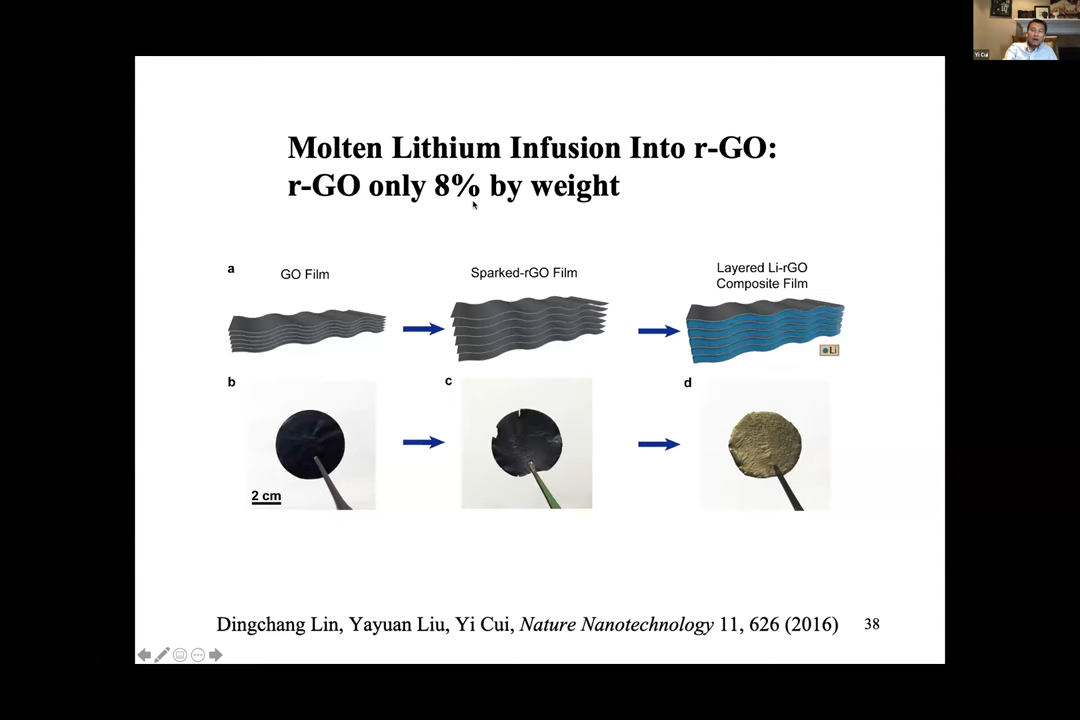 Yi Cui
Molten Lithium Infusion Into r-GO:
r-GO only 8% by weight
a
GO Film
Sparked-rGO Film
Layered Li-rGO
Composite Film
Li
b
c
d
2 cm
Dingchang Lin, Yayuan Liu, Yi Cui, Nature Nanotechnology 11, 626 (2016)
38